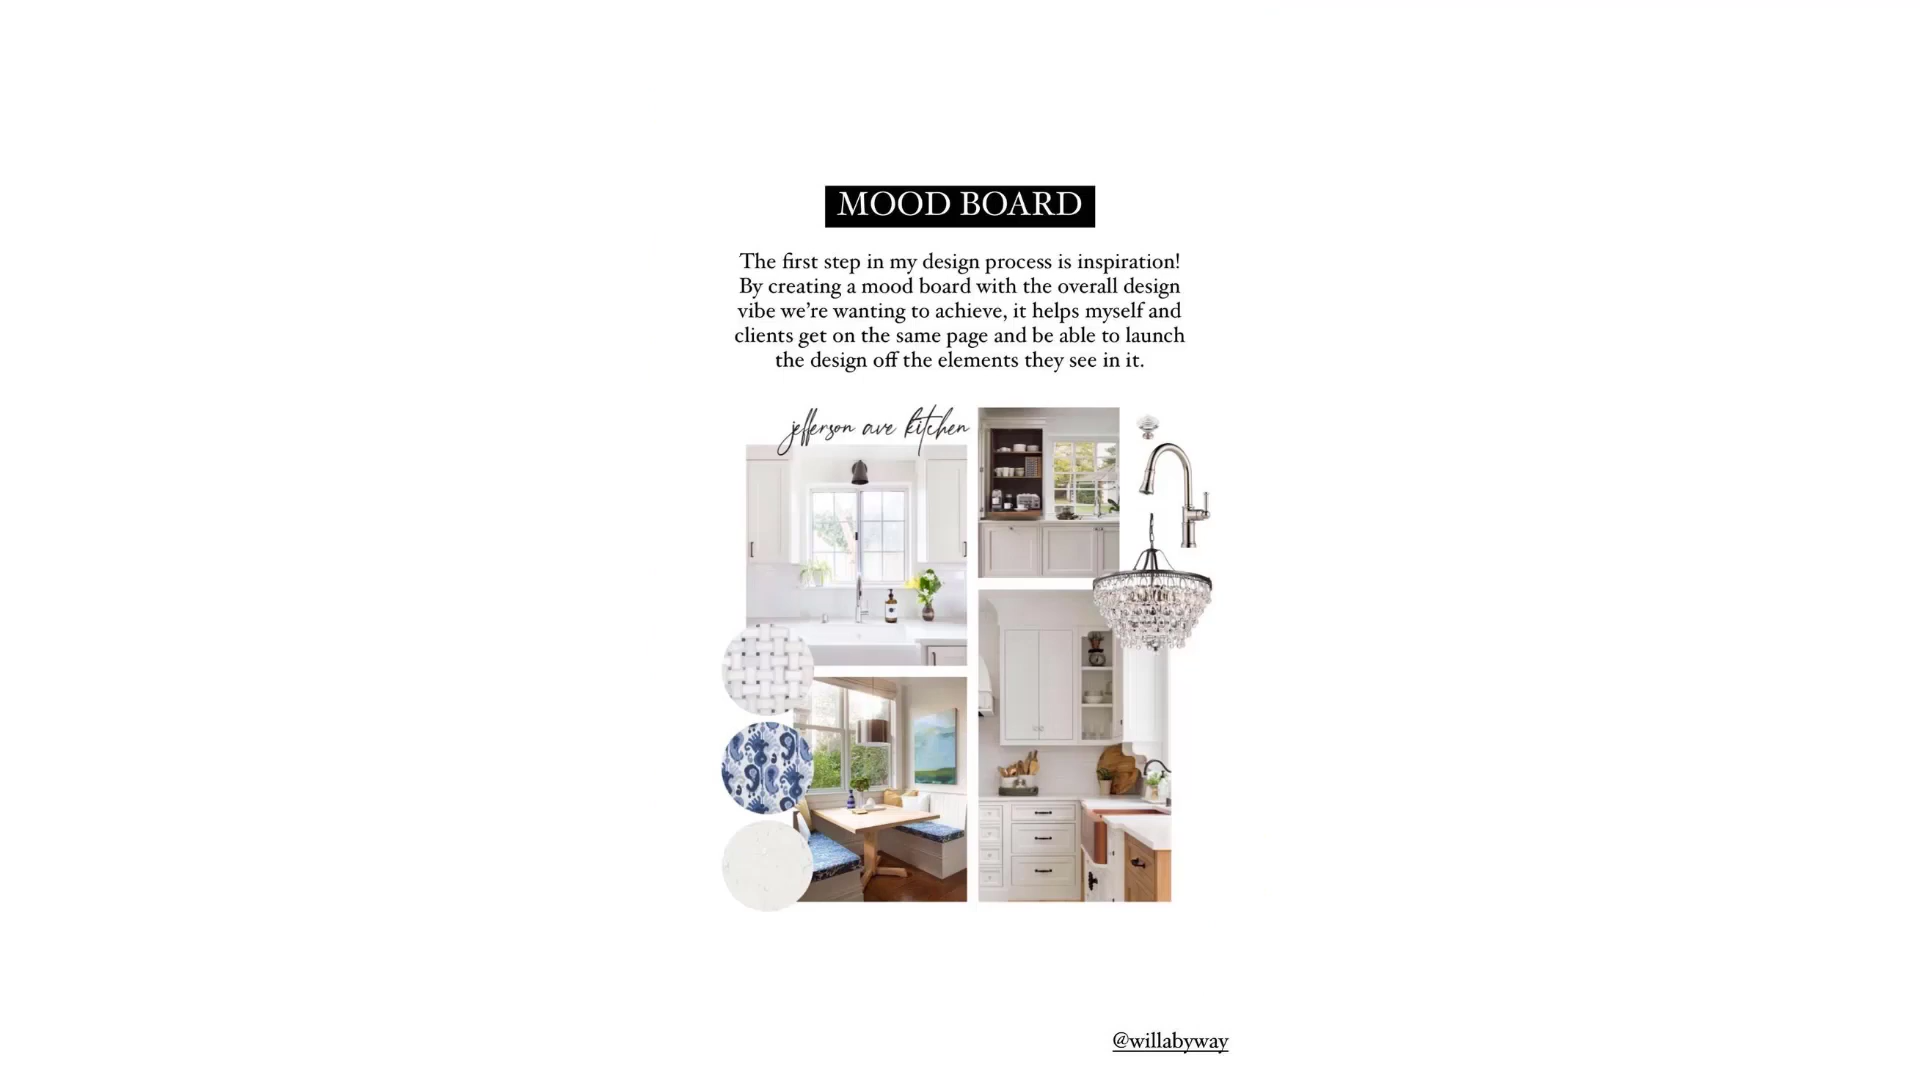 MOOD BOARD
The first step in my design process is inspiration!
By creating a mood board with the overall design
vibe we're wanting to achieve, it helps myself and
clients get on the same page and be able to launch
the design off the elements they see in it.
jefferson ave kitchen
@willabyway